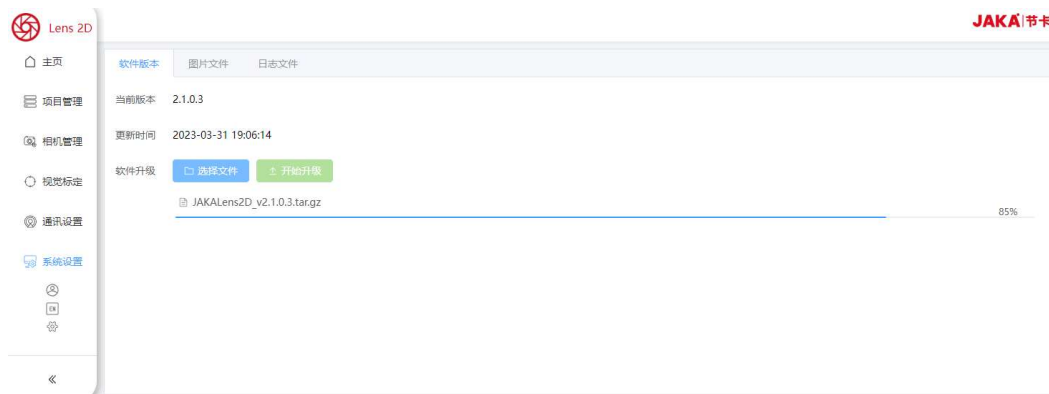 Lens 2D
JAKA 节卡
主页
项目管理
相机管理
视觉标定
通讯设置
系统设置
软件版本 图片文件 日志文件
当前版本 2.1.0.3
更新时间 2023-03-31 19:06:14
软件升级 选择文件 开始升级
JAKALens2D_v2.1.0.3.tar.gz
85%